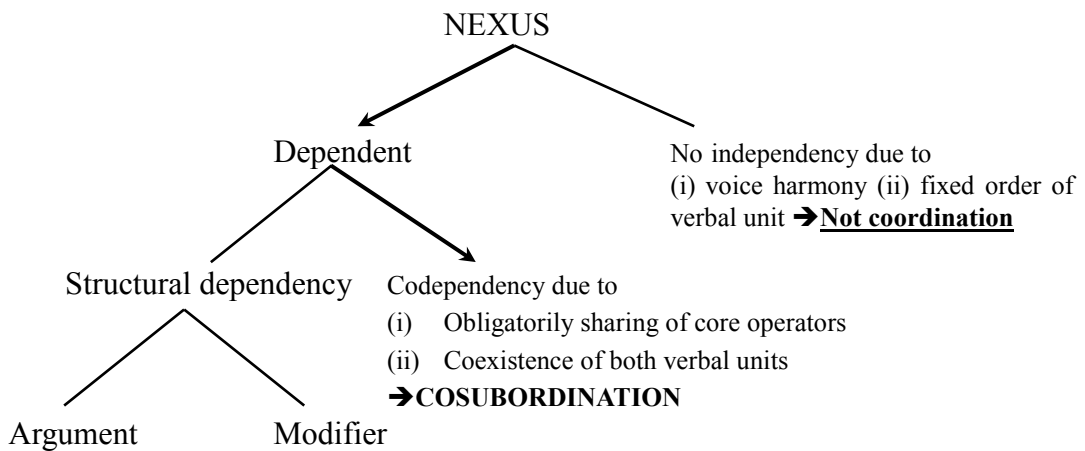 NEXUS
Dependent
No independency due to
(i) voice harmony (ii) fixed order of
verbal unit ➔Not coordination
Structural dependency
Codependency due to
(i) Obligatorily sharing of core operators
(ii) Coexistence of both verbal units
➔COSUBORDINATION
Argument
Modifier